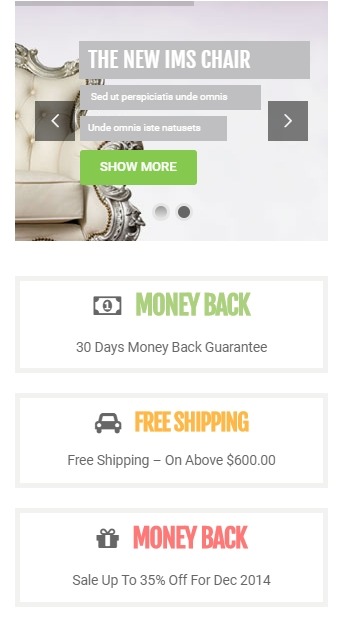 THE NEW IMS CHAIR
Sed ut perspiciatis unde omnis
Unde omnis iste natusets
SHOW MORE
MONEY BACK
30 Days Money Back Guarantee
FREE SHIPPING
Free Shipping – On Above $600.00
MONEY BACK
Sale Up To 35% Off For Dec 2014